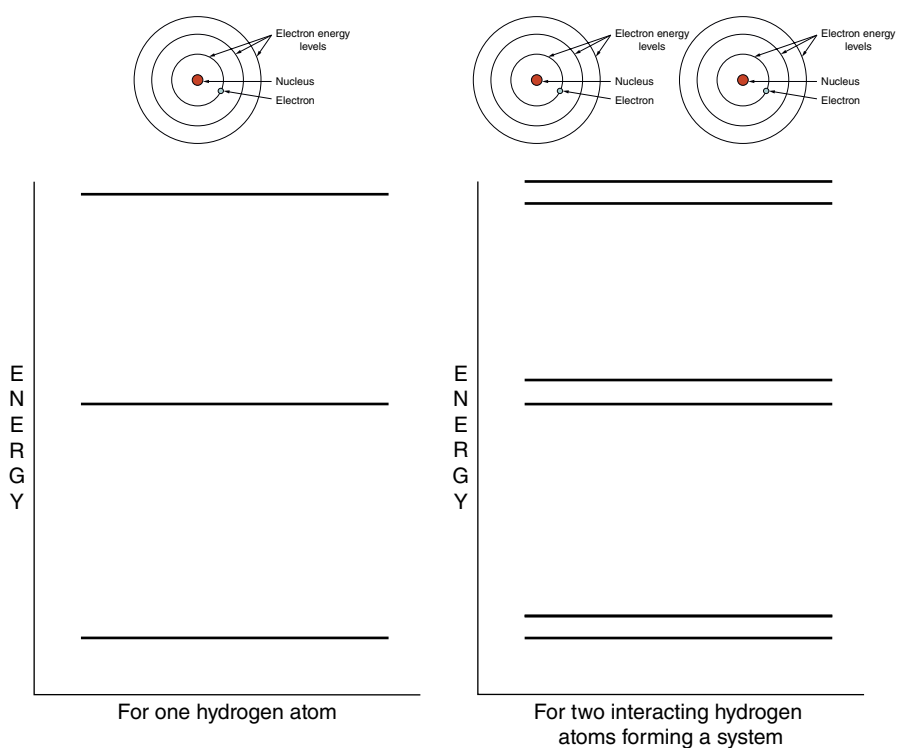 Electron energy
levels
Nucleus
Electron
Electron energy
levels
Nucleus
Electron
Electron energy
levels
Nucleus
Electron
E
N
E
R
G
Y
For one hydrogen atom
E
N
E
R
G
Y
For two interacting hydrogen
atoms forming a system